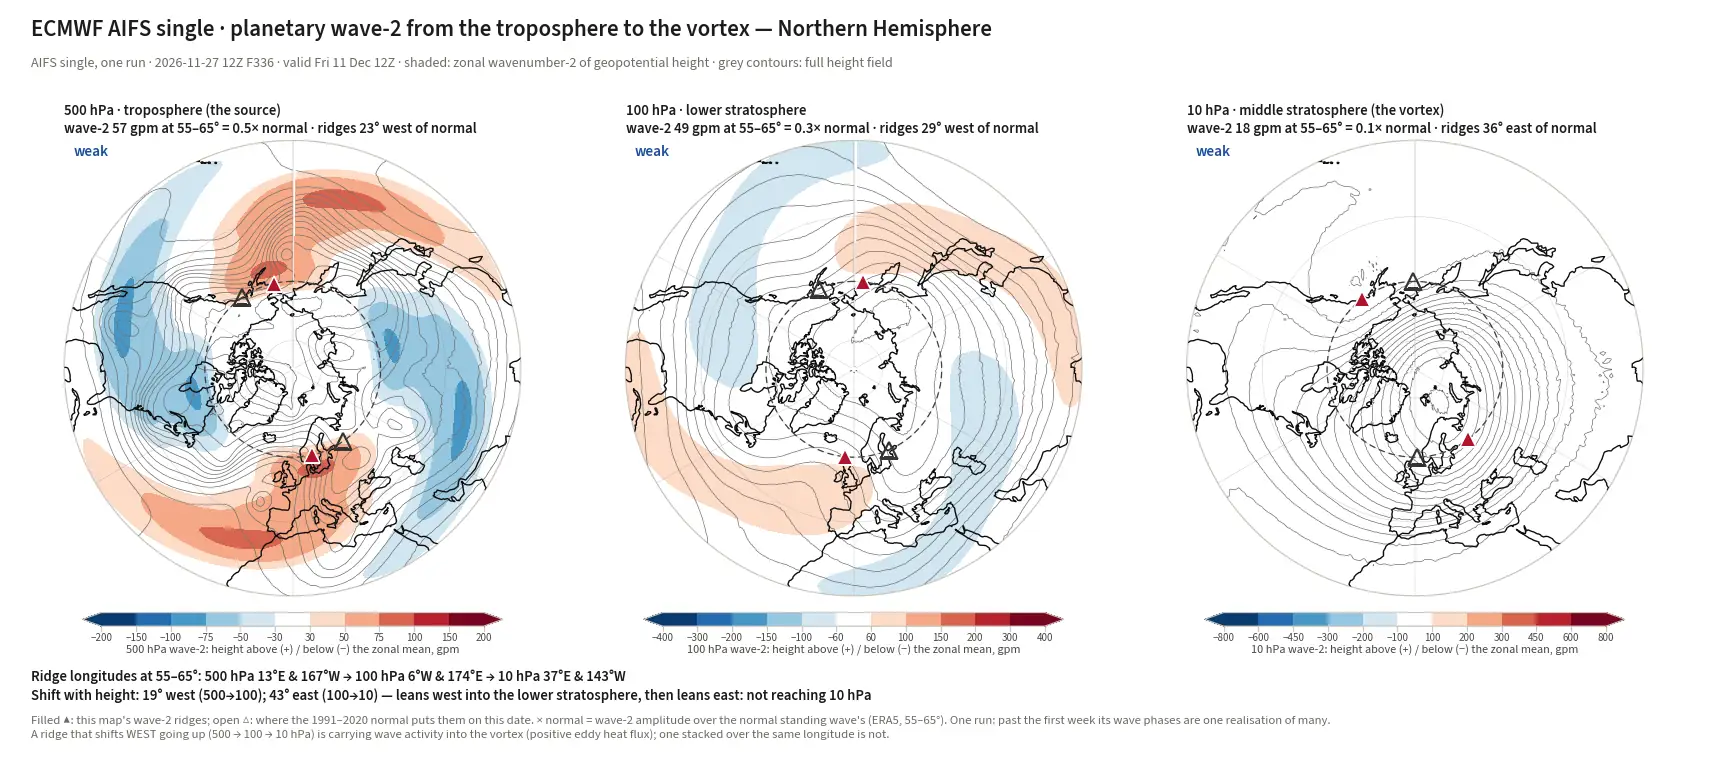 ECMWF AIFS single · planetary wave-2 from the troposphere to the vortex — Northern Hemisphere
AIFS single, one run · 2026-11-27 12Z F336 · valid Fri 11 Dec 12Z · shaded: zonal wavenumber-2 of geopotential height · grey contours: full height field
500 hPa · troposphere (the source)
wave-2 57 gpm at 55–65° = 0.5× normal · ridges 23° west of normal
weak
100 hPa · lower stratosphere
wave-2 49 gpm at 55–65° = 0.3× normal · ridges 29° west of normal
weak
10 hPa · middle stratosphere (the vortex)
wave-2 18 gpm at 55–65° = 0.1× normal · ridges 36° east of normal
weak
−200 −150 −100 −75 −50 −30 30 50 75 100 150 200
500 hPa wave-2: height above (+) / below (−) the zonal mean, gpm
−400 −300 −200 −150 −100 −60 60 100 150 200 300 400
100 hPa wave-2: height above (+) / below (−) the zonal mean, gpm
−800 −600 −450 −300 −200 −100 100 200 300 450 600 800
10 hPa wave-2: height above (+) / below (−) the zonal mean, gpm
Ridge longitudes at 55–65°: 500 hPa 13°E & 167°W → 100 hPa 6°W & 174°E → 10 hPa 37°E & 143°W
Shift with height: 19° west (500→100); 43° east (100→10) — leans west into the lower stratosphere, then leans east: not reaching 10 hPa
Filled ▲: this map's wave-2 ridges; open △: where the 1991–2020 normal puts them on this date. × normal = wave-2 amplitude over the normal standing wave's (ERA5, 55–65°). One run: past the first week its wave phases are one realisation of many.
A ridge that shifts WEST going up (500 → 100 → 10 hPa) is carrying wave activity into the vortex (positive eddy heat flux); one stacked over the same longitude is not.